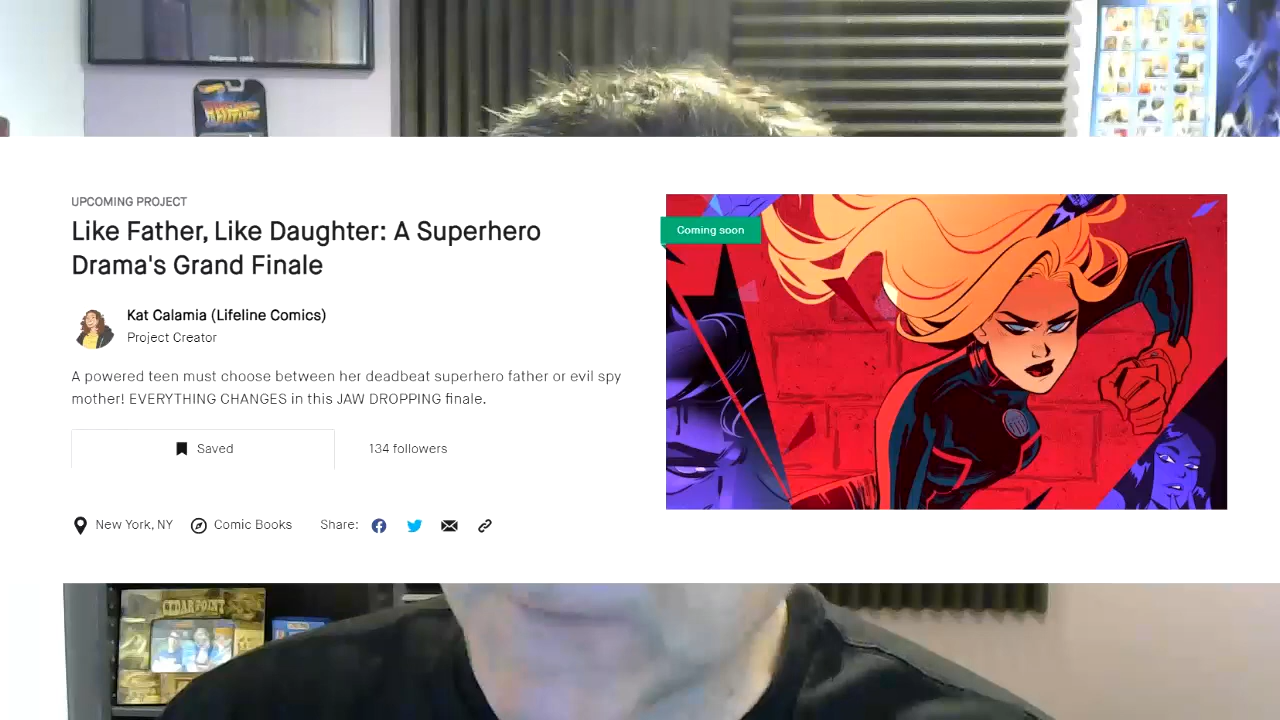 UPCOMING PROJECT
Like Father, Like Daughter: A Superhero
Drama's Grand Finale
Kat Calamia (Lifeline Comics)
Project Creator
A powered teen must choose between her deadbeat superhero father or evil spy
mother! EVERYTHING CHANGES in this JAW DROPPING finale.
Saved
134 followers
New York, NY
Comic Books
Share:
Coming soon
CEDAR POINT